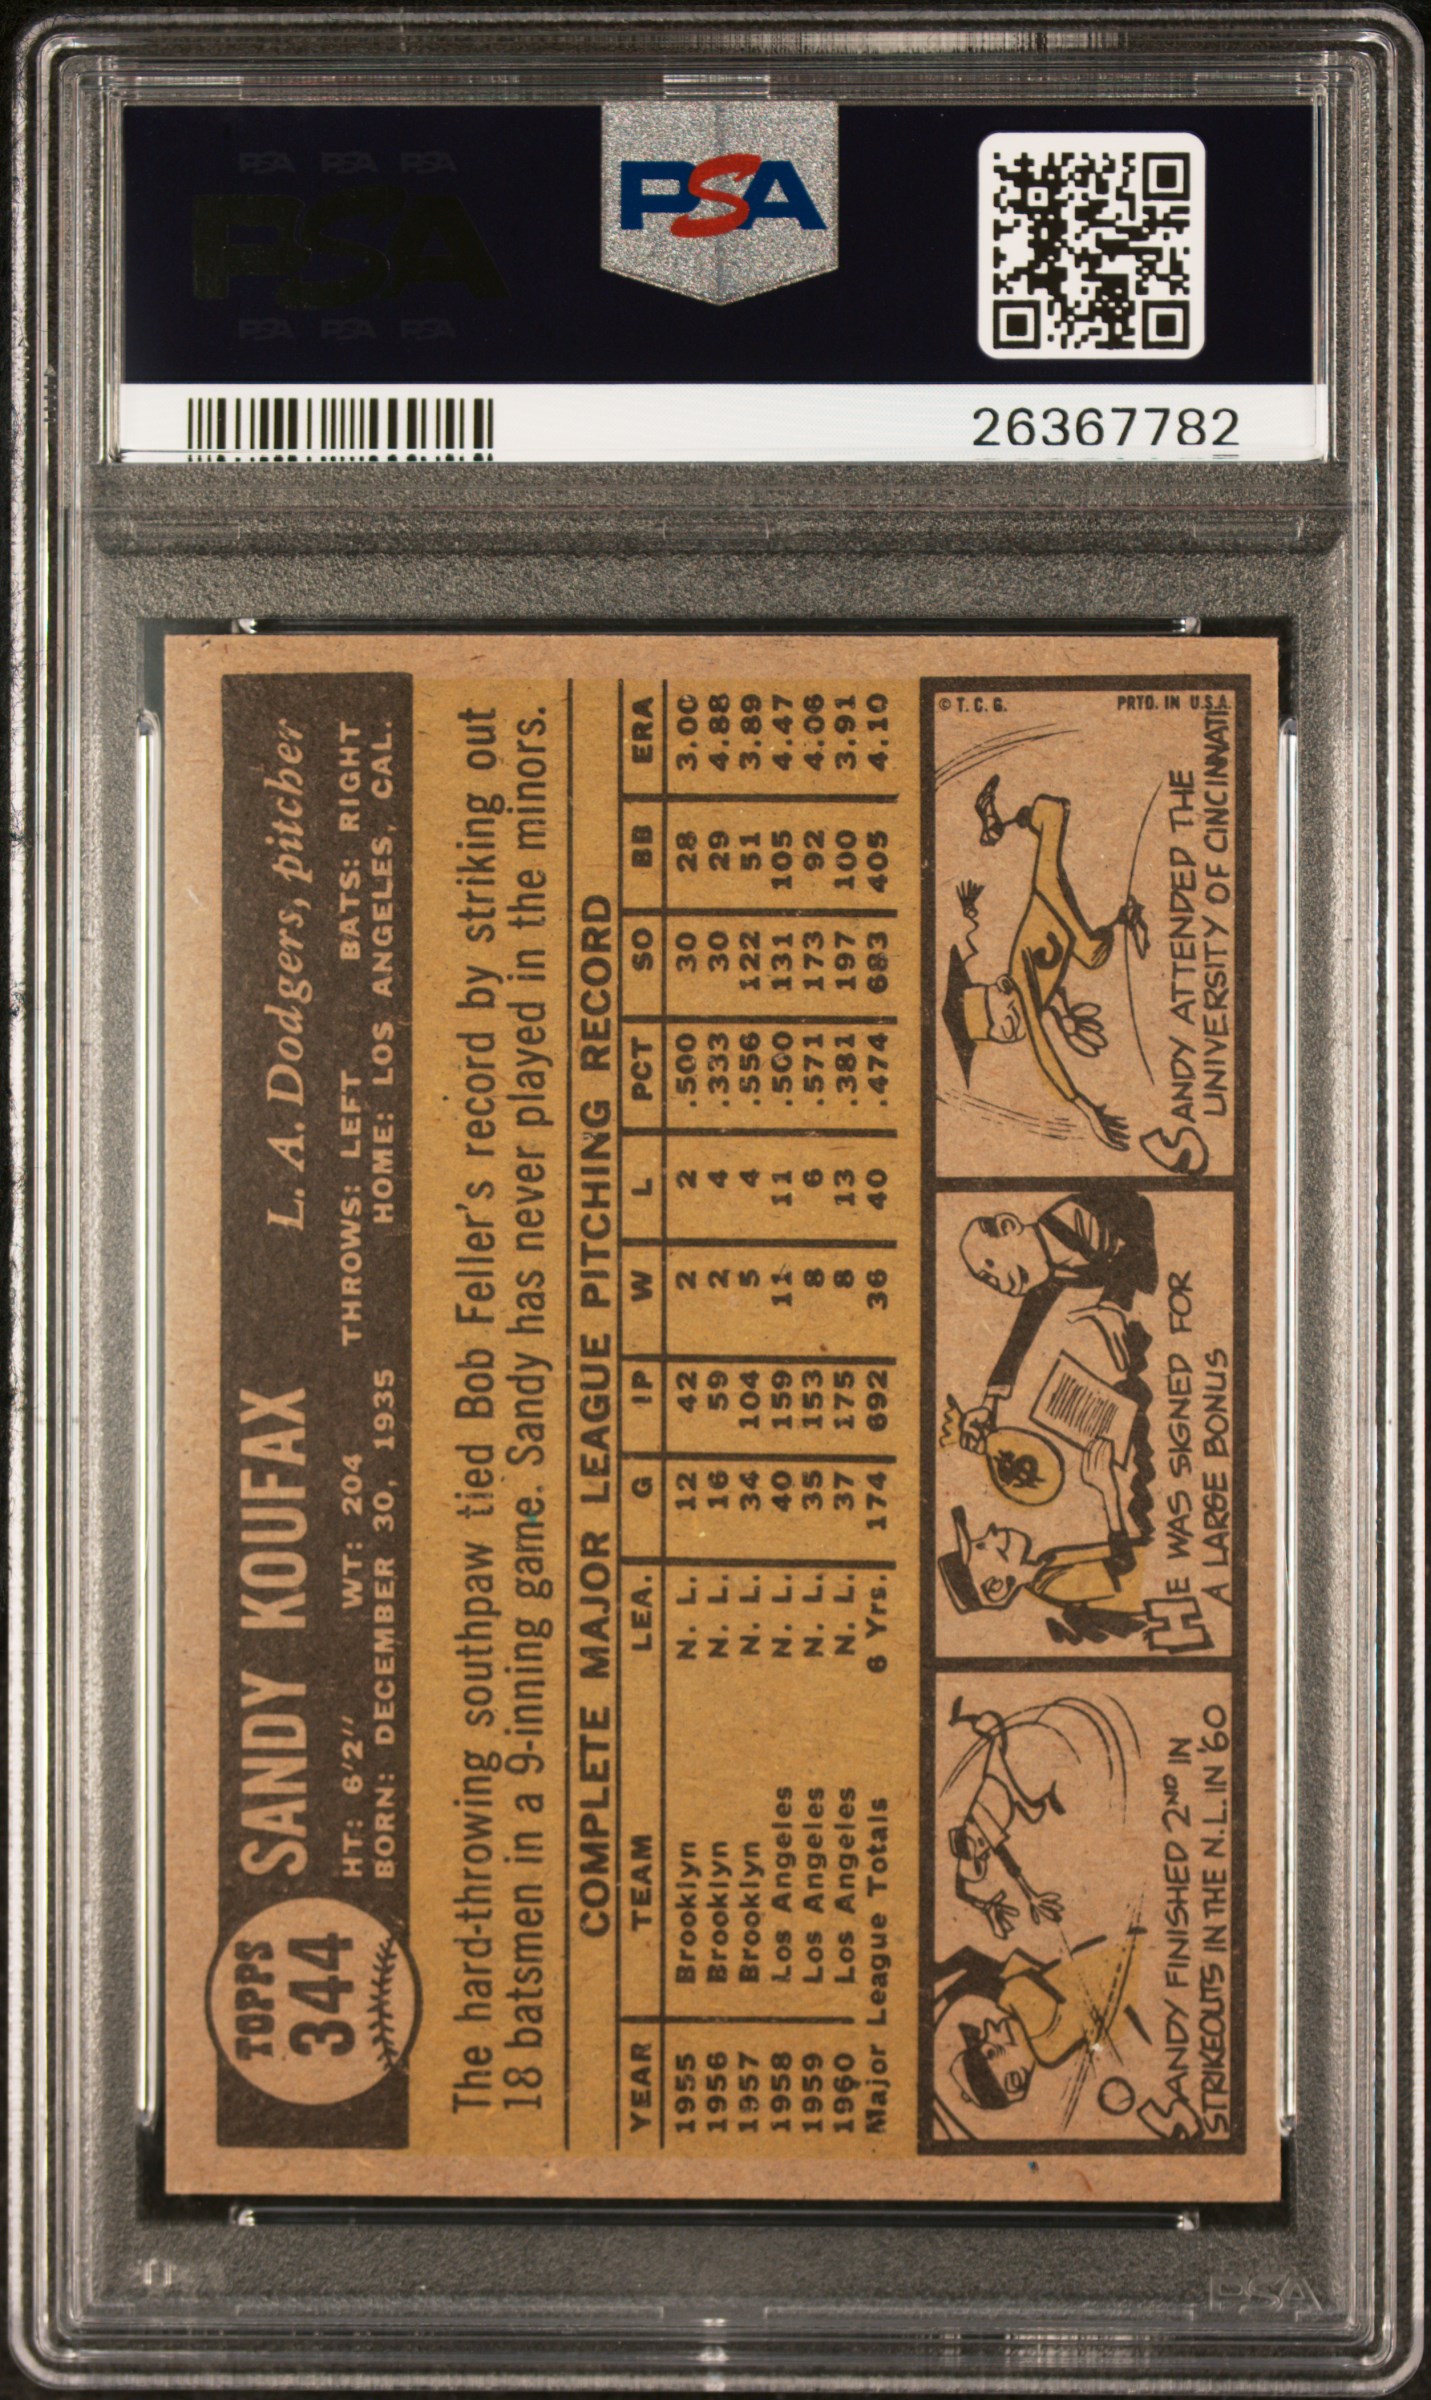 PSA PSA PSA
PSA
PSA PSA PSA
PSA
26367782
TOPPS
344
SANDY KOUFAX
L. A. Dodgers, pitcher
HT: 6'2" WT: 204 THROWS: LEFT BATS: RIGHT
BORN: DECEMBER 30, 1935 HOME: LOS ANGELES, CAL.
The hard-throwing southpaw tied Bob Feller's record by striking out
18 batsmen in a 9-inning game. Sandy has never played in the minors.
COMPLETE MAJOR LEAGUE PITCHING RECORD
YEAR TEAM LEA. G IP W L PCT SO BB ERA
1955 Brooklyn N. L. 12 42 2 2 .500 30 28 3.00
1956 Brooklyn N. L. 16 59 2 4 .333 30 29 4.88
1957 Brooklyn N. L. 34 104 5 4 .556 122 51 3.89
1958 Los Angeles N. L. 40 159 11 11 .500 131 105 4.47
1959 Los Angeles N. L. 35 153 8 6 .571 173 92 4.06
1960 Los Angeles N. L. 37 175 8 13 .381 197 100 3.91
Major League Totals 6 Yrs. 174 692 36 40 .474 683 405 4.10
SANDY FINISHED 2ND IN
STRIKEOUTS IN THE N.L. IN '60
$
HE WAS SIGNED FOR
A LARGE BONUS
© T. C. G.
C
SANDY ATTENDED THE
UNIVERSITY OF CINCINNATI
PRTD. IN U.S.A.
PSA